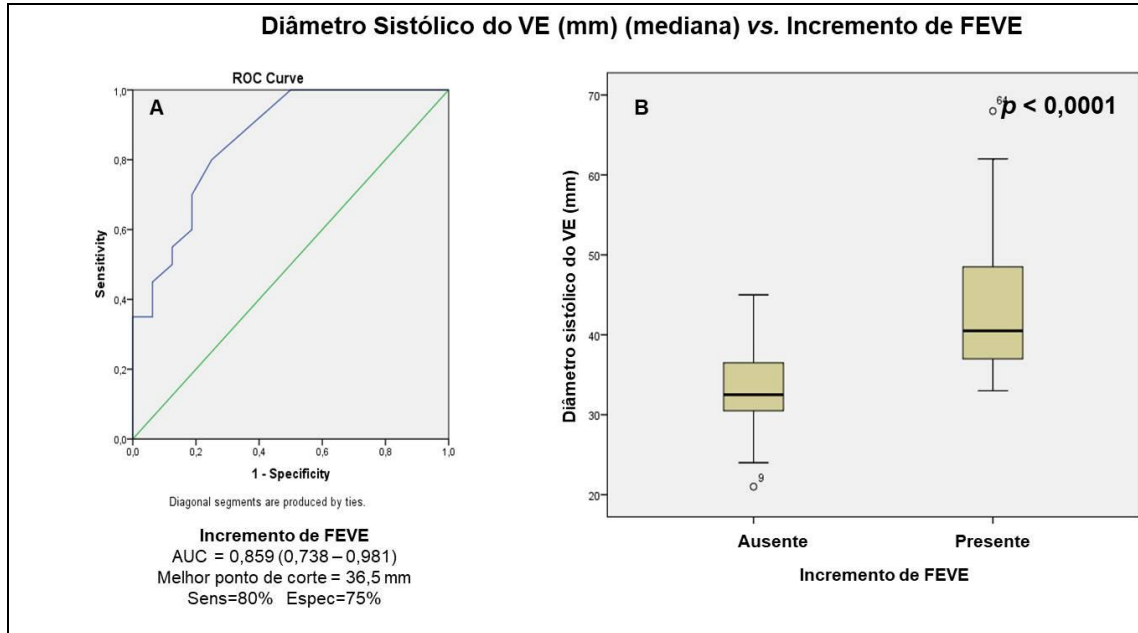 Diâmetro Sistólico do VE (mm) (mediana) vs. Incremento de FEVE
ROC Curve
A
1,0
0,8
0,6
0,4
0,2
0,0
Sensitivity
0,0 0,2 0,4 0,6 0,8 1,0
1 - Specificity
Diagonal segments are produced by ties.
Incremento de FEVE
AUC = 0,859 (0,738 – 0,981)
Melhor ponto de corte = 36,5 mm
Sens=80% Espec=75%
B
64
p < 0,0001
Diâmetro sistólico do VE (mm)
70
60
50
40
30
20
9
Ausente Presente
Incremento de FEVE